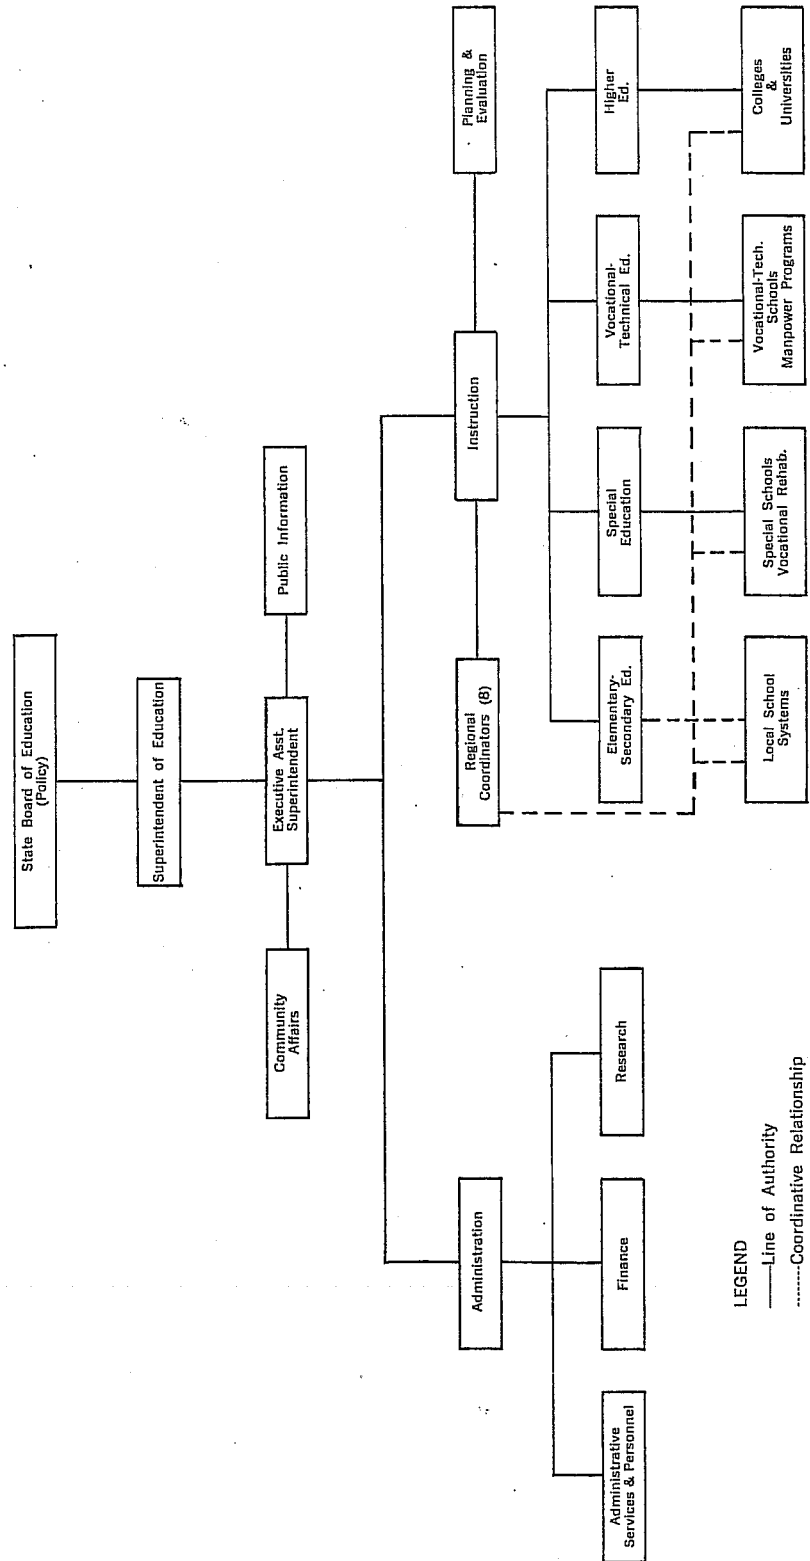 State Board of Education
(Policy)
Superintendent of Education
Community
Affairs
Executive Asst.
Superintendent
Public Information
Administration
Regional
Coordinators (8)
Instruction
Planning &
Evaluation
Administrative
Services & Personnel
Finance
Research
Elementary-
Secondary Ed.
Special
Education
Vocational-
Technical Ed.
Higher
Ed.
Local School
Systems
Special Schools
Vocational Rehab.
Vocational-Tech.
Schools
Manpower Programs
Colleges
&
Universities
LEGEND
Line of Authority
Coordinative Relationship